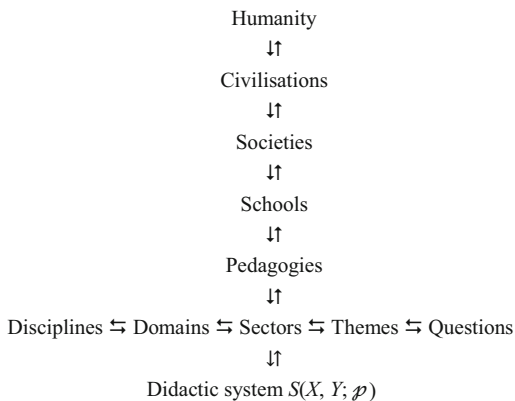 Humanity
⇵
Civilisations
⇵
Societies
⇵
Schools
⇵
Pedagogies
⇵
Disciplines ⇆ Domains ⇆ Sectors ⇆ Themes ⇆ Questions
⇵
Didactic system S(X, Y; 𝓅)